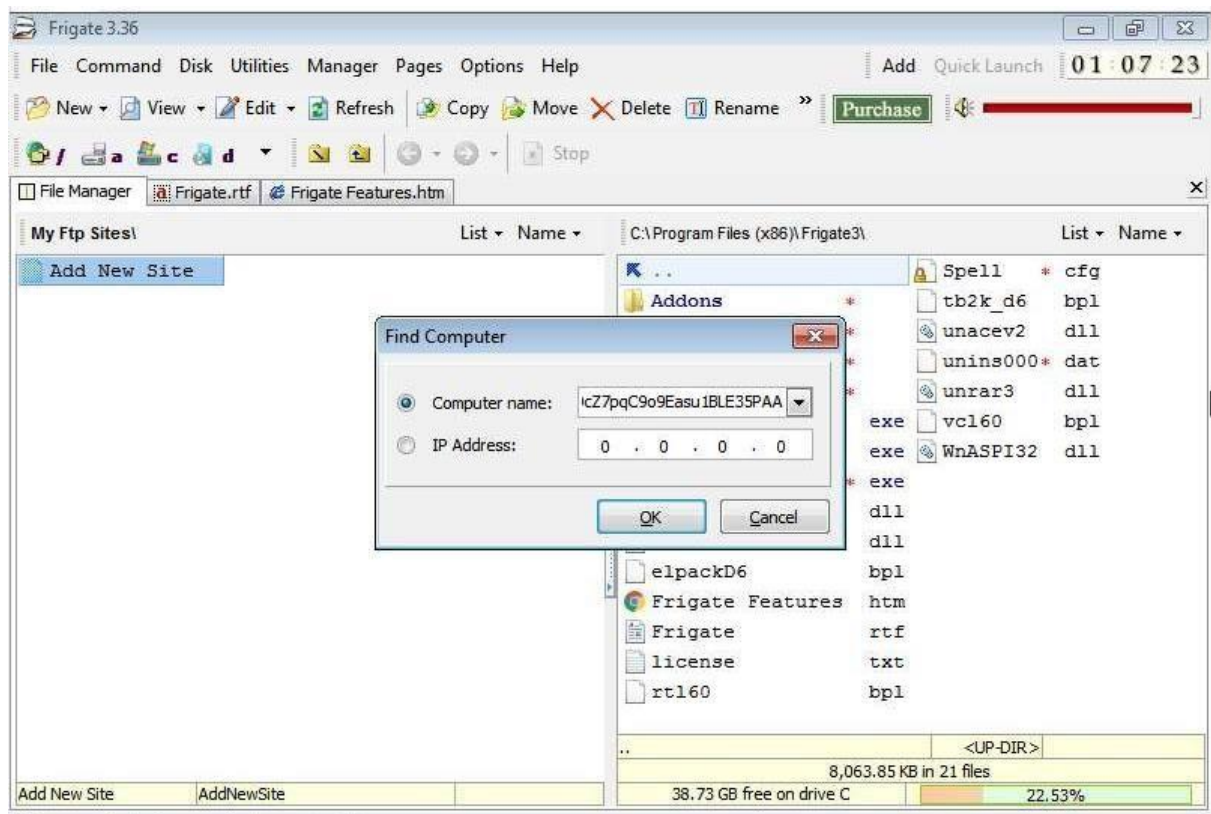 Frigate 3.36
File Command Disk Utilities Manager Pages Options Help Add Quick Launch 01:07:23
New View Edit Refresh Copy Move Delete Rename » Purchase
/ a c d Stop
File Manager Frigate.rtf Frigate Features.htm
My Ftp Sites\ List Name C:\Program Files (x86)\Frigate3\ List Name
Add New Site .. Spell * cfg
Addons * tb2k_d6 bpl
Find Computer * unacev2 dll
* unins000* dat
Computer name: cZ7pqC9o9Easu1BLE35PAA * unrar3 dll
exe vcl60 bpl
IP Address: 0 . 0 . 0 . 0 exe WnASPI32 dll
* exe
OK Cancel dll
dll
elpackD6 bpl
Frigate Features htm
Frigate rtf
license txt
rtl60 bpl
.. <UP-DIR>
8,063.85 KB in 21 files
Add New Site AddNewSite 38.73 GB free on drive C 22.53%